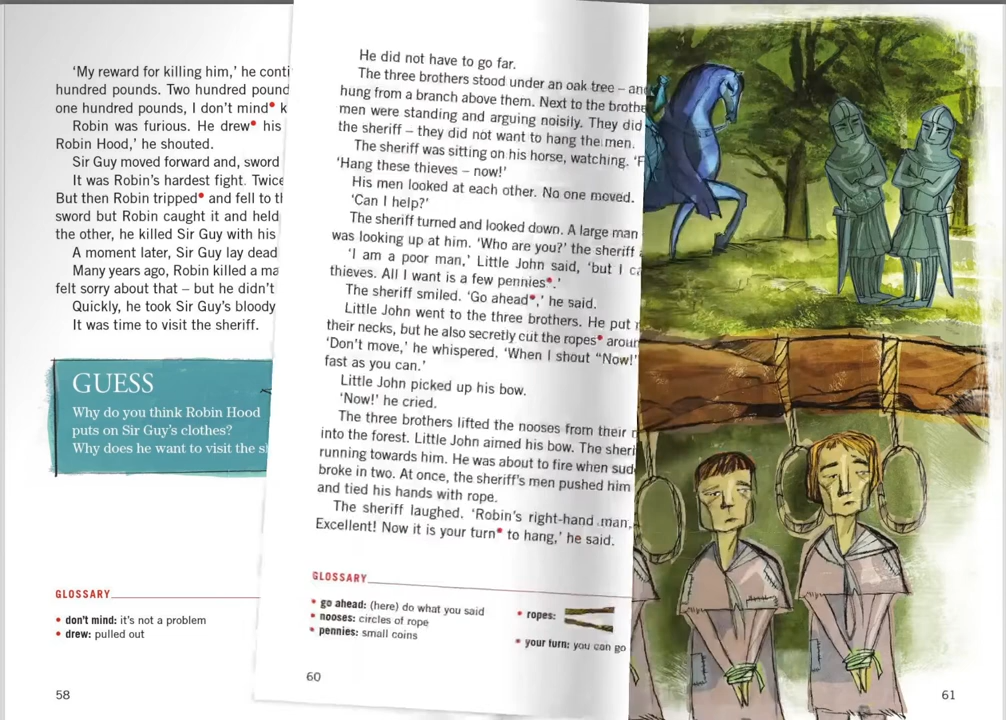 'My reward for killing him,' he conti
hundred pounds. Two hundred pound
one hundred pounds, I don't mind• k
Robin was furious. He drew• his
Robin Hood,' he shouted.
Sir Guy moved forward and, sword
It was Robin's hardest fight. Twice
But then Robin tripped• and fell to th
sword but Robin caught it and held
the other, he killed Sir Guy with his
A moment later, Sir Guy lay dead
Many years ago, Robin killed a ma
felt sorry about that – but he didn't
Quickly, he took Sir Guy's bloody
It was time to visit the sheriff.
GUESS
Why do you think Robin Hood
puts on Sir Guy's clothes?
Why does he want to visit the s
GLOSSARY
• don't mind: it's not a problem
• drew: pulled out
58
He did not have to go far.
The three brothers stood under an oak tree – and
hung from a branch above them. Next to the brothe
men were standing and arguing noisily. They did
the sheriff – they did not want to hang the men.
The sheriff was sitting on his horse, watching. 'F
'Hang these thieves – now!'
His men looked at each other. No one moved.
'Can I help?'
The sheriff turned and looked down. A large man
was looking up at him. 'Who are you?' the sheriff a
'I am a poor man,' Little John said, 'but I ca
thieves. All I want is a few pennies•.'
The sheriff smiled. 'Go ahead•,' he said.
Little John went to the three brothers. He put r
their necks, but he also secretly cut the ropes• aroun
'Don't move,' he whispered. 'When I shout "Now!"
fast as you can.'
Little John picked up his bow.
'Now!' he cried.
The three brothers lifted the nooses from their n
into the forest. Little John aimed his bow. The sheri
running towards him. He was about to fire when sud
broke in two. At once, the sheriff's men pushed him
and tied his hands with rope.
The sheriff laughed. 'Robin's right-hand man.
Excellent! Now it is your turn• to hang,' he said.
GLOSSARY
• go ahead: (here) do what you said
• nooses: circles of rope
• pennies: small coins
• ropes:
• your turn: you can go
60
61